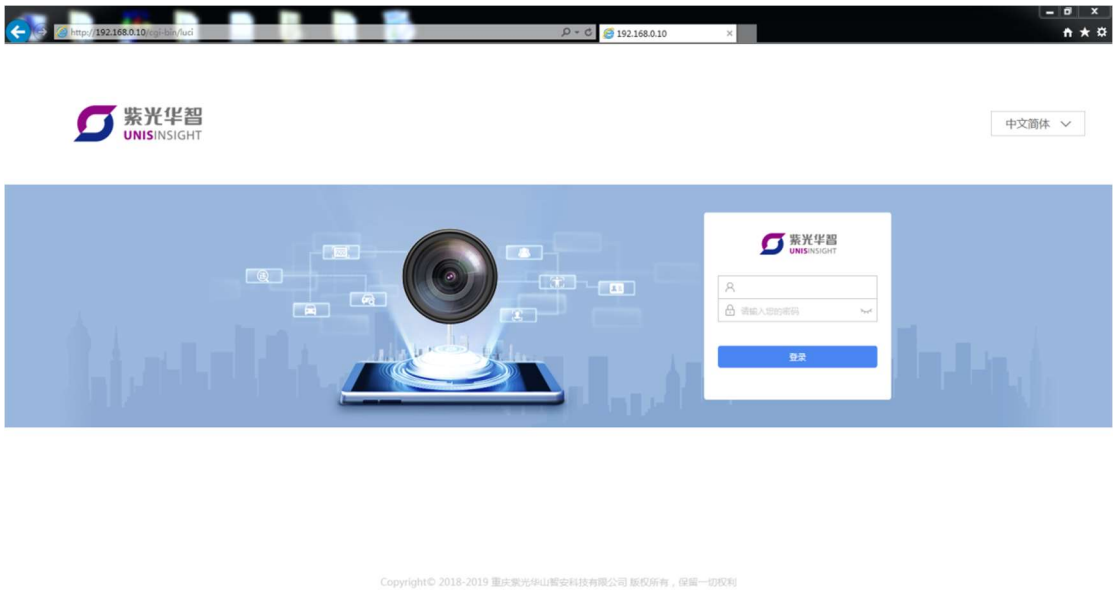 http://192.168.0.10/cgi-bin/luci
192.168.0.10
紫光华智
UNISINSIGHT
中文简体
紫光华智
UNISINSIGHT
请输入您的密码
登录
Copyright© 2018-2019 重庆紫光华山智安科技有限公司 版权所有，保留一切权利